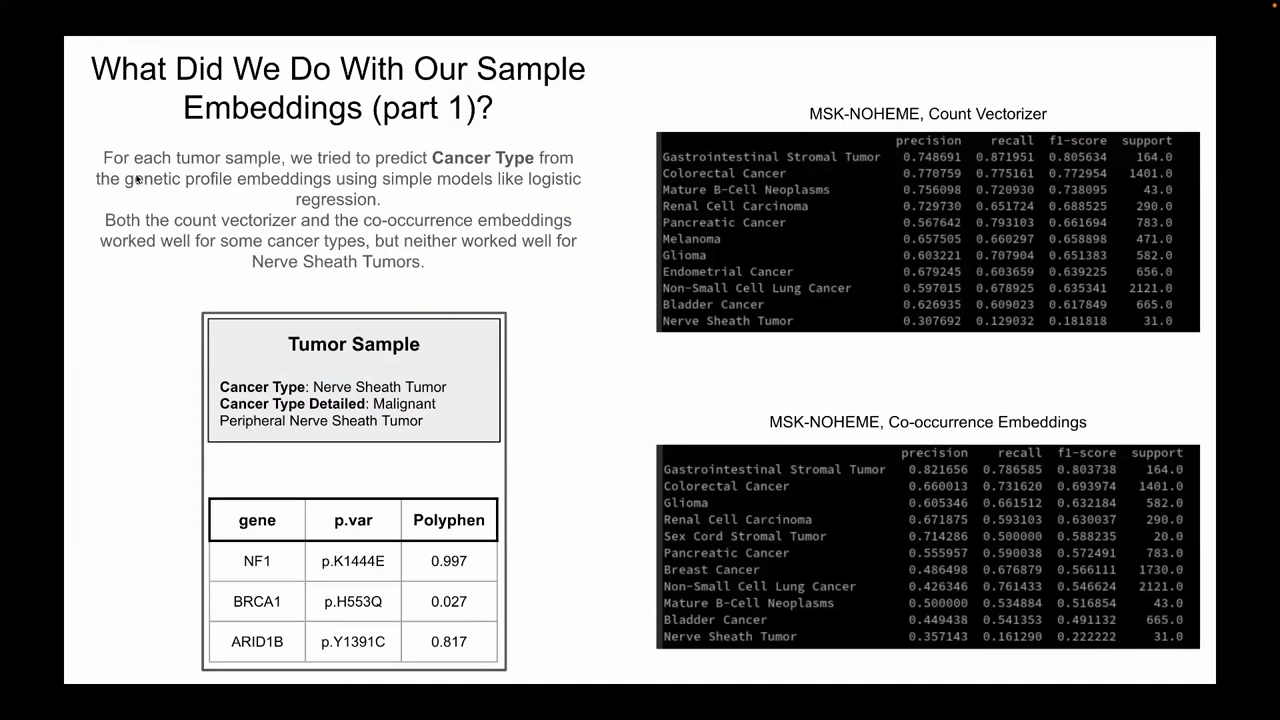 What Did We Do With Our Sample
Embeddings (part 1)?
For each tumor sample, we tried to predict Cancer Type from
the genetic profile embeddings using simple models like logistic
regression.
Both the count vectorizer and the co-occurrence embeddings
worked well for some cancer types, but neither worked well for
Nerve Sheath Tumors.
Tumor Sample
Cancer Type: Nerve Sheath Tumor
Cancer Type Detailed: Malignant
Peripheral Nerve Sheath Tumor
gene p.var Polyphen
NF1 p.K1444E 0.997
BRCA1 p.H553Q 0.027
ARID1B p.Y1391C 0.817
MSK-NOHEME, Count Vectorizer
precision recall f1-score support
Gastrointestinal Stromal Tumor 0.748691 0.871951 0.805634 164.0
Colorectal Cancer 0.770759 0.775161 0.772954 1401.0
Mature B-Cell Neoplasms 0.756098 0.720930 0.738095 43.0
Renal Cell Carcinoma 0.729730 0.651724 0.688525 290.0
Pancreatic Cancer 0.567642 0.793103 0.661694 783.0
Melanoma 0.657505 0.660297 0.658898 471.0
Glioma 0.603221 0.707904 0.651383 582.0
Endometrial Cancer 0.679245 0.603659 0.639225 656.0
Non-Small Cell Lung Cancer 0.597015 0.678925 0.635341 2121.0
Bladder Cancer 0.626935 0.609023 0.617849 665.0
Nerve Sheath Tumor 0.307692 0.129032 0.181818 31.0
MSK-NOHEME, Co-occurrence Embeddings
precision recall f1-score support
Gastrointestinal Stromal Tumor 0.821656 0.786585 0.803738 164.0
Colorectal Cancer 0.660013 0.731620 0.693974 1401.0
Glioma 0.605346 0.661512 0.632184 582.0
Renal Cell Carcinoma 0.671875 0.593103 0.630037 290.0
Sex Cord Stromal Tumor 0.714286 0.500000 0.588235 20.0
Pancreatic Cancer 0.555957 0.590038 0.572491 783.0
Breast Cancer 0.486498 0.676879 0.566111 1730.0
Non-Small Cell Lung Cancer 0.426346 0.761433 0.546624 2121.0
Mature B-Cell Neoplasms 0.500000 0.534884 0.516854 43.0
Bladder Cancer 0.449438 0.541353 0.491132 665.0
Nerve Sheath Tumor 0.357143 0.161290 0.222222 31.0